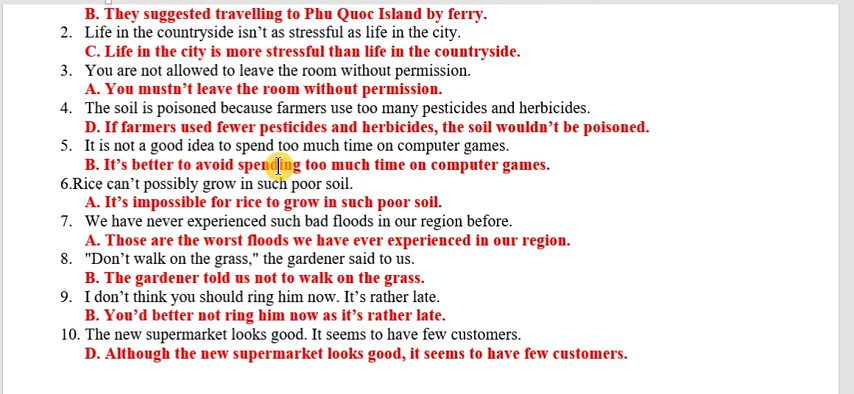 B. They suggested travelling to Phu Quoc Island by ferry.
2. Life in the countryside isn’t as stressful as life in the city.
C. Life in the city is more stressful than life in the countryside.
3. You are not allowed to leave the room without permission.
A. You mustn’t leave the room without permission.
4. The soil is poisoned because farmers use too many pesticides and herbicides.
D. If farmers used fewer pesticides and herbicides, the soil wouldn’t be poisoned.
5. It is not a good idea to spend too much time on computer games.
B. It’s better to avoid spending too much time on computer games.
6.Rice can’t possibly grow in such poor soil.
A. It’s impossible for rice to grow in such poor soil.
7. We have never experienced such bad floods in our region before.
A. Those are the worst floods we have ever experienced in our region.
8. "Don’t walk on the grass," the gardener said to us.
B. The gardener told us not to walk on the grass.
9. I don’t think you should ring him now. It’s rather late.
B. You’d better not ring him now as it’s rather late.
10. The new supermarket looks good. It seems to have few customers.
D. Although the new supermarket looks good, it seems to have few customers.